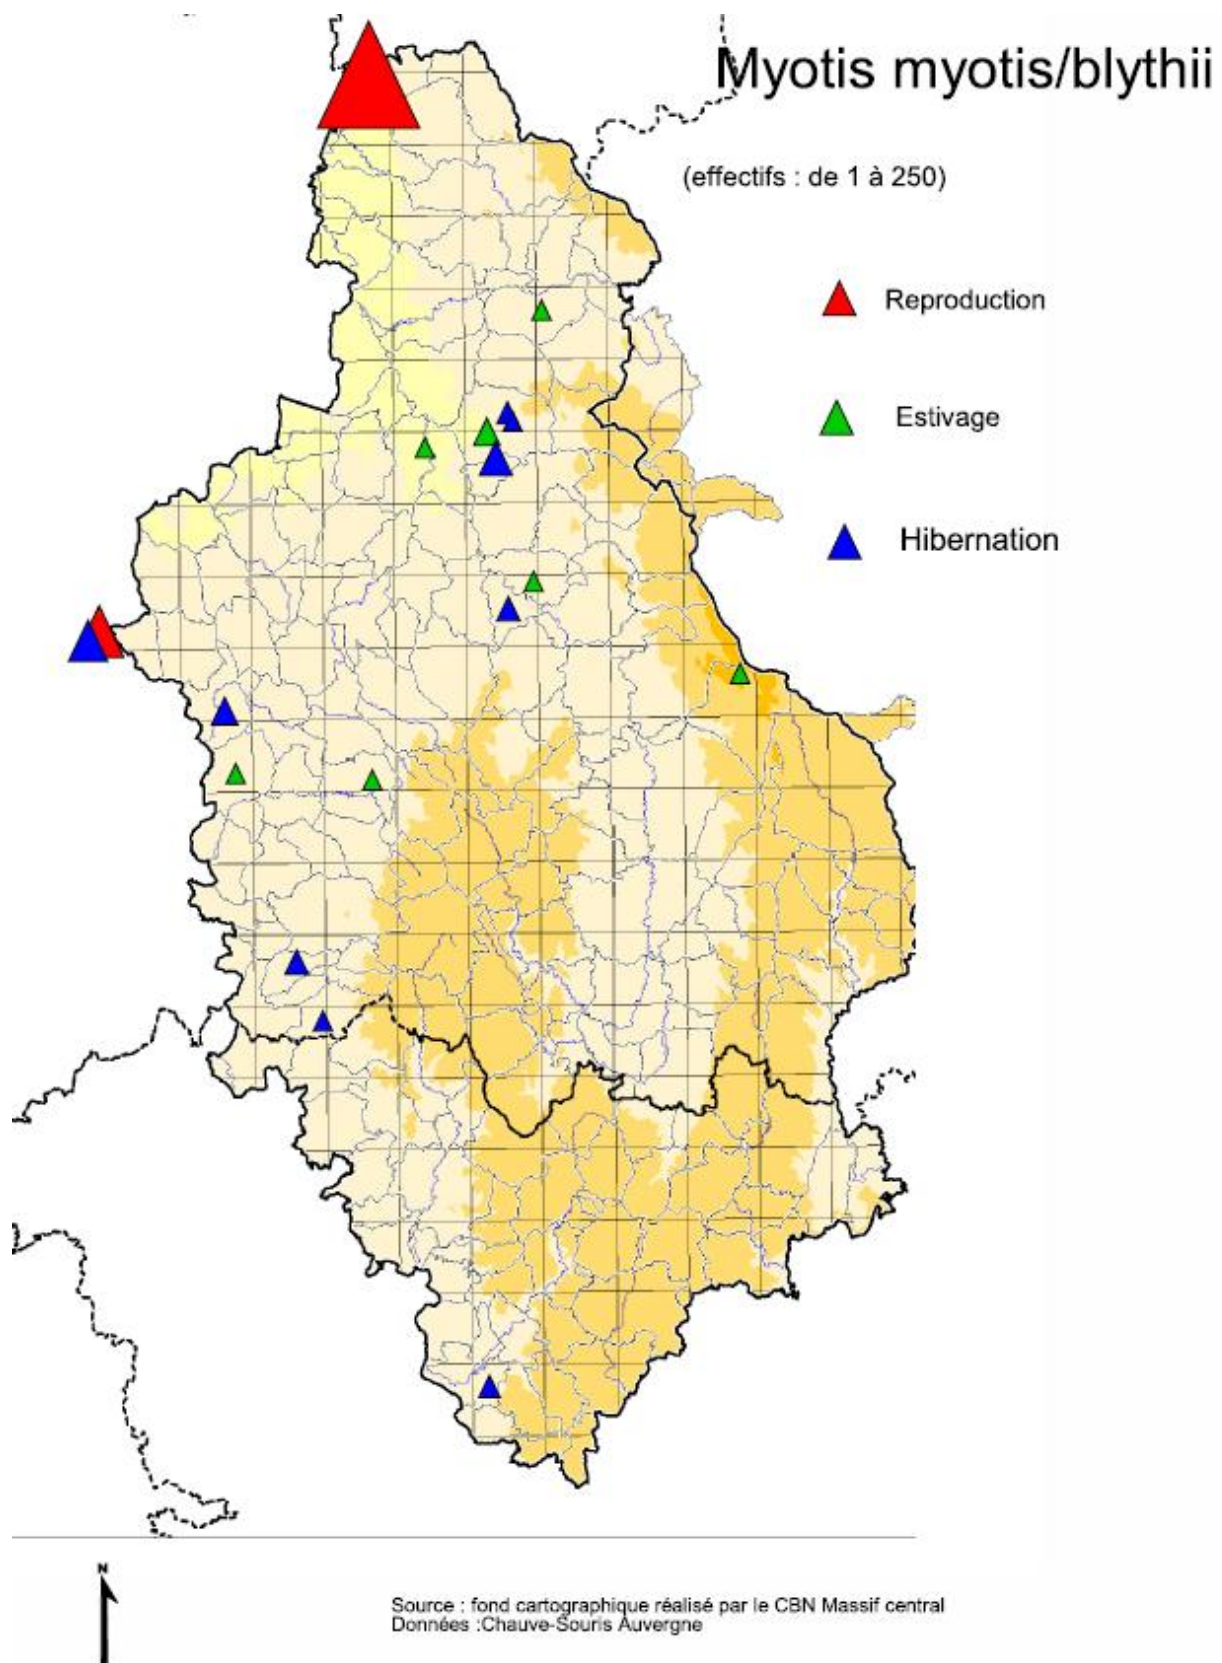 Myotis myotis/blythii
(effectifs : de 1 à 250)
Reproduction
Estivage
Hibernation
N
Source : fond cartographique réalisé par le CBN Massif central
Données :Chauve-Souris Auvergne